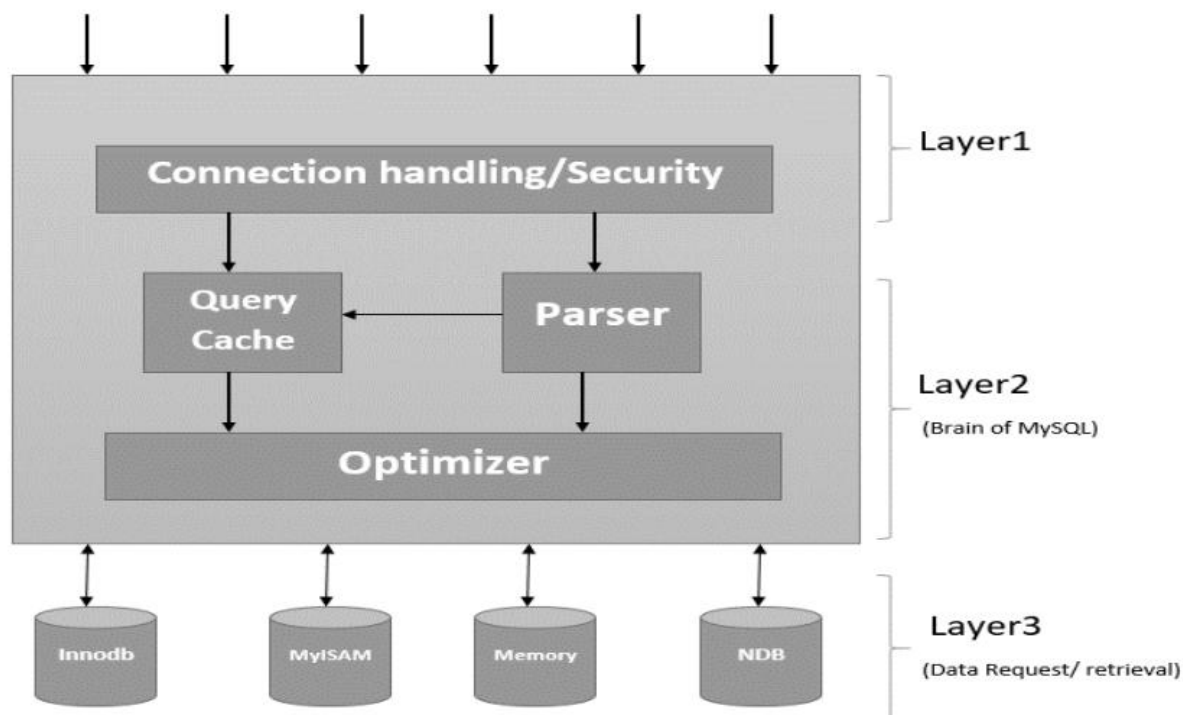 Layer1
Connection handling/Security
Query
Cache
Parser
Layer2
(Brain of MySQL)
Optimizer
Innodb
MyISAM
Memory
NDB
Layer3
(Data Request/ retrieval)